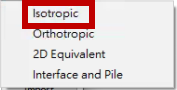 Isotropic
Orthotropic
2D Equivalent
Interface and Pile